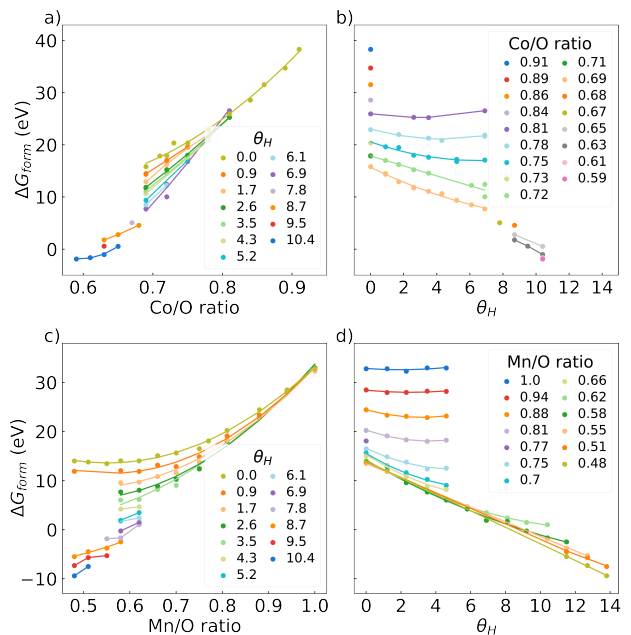 a)
ΔG_form (eV)
40
30
20
10
0
θ_H
0.0 6.1
0.9 6.9
1.7 7.8
2.6 8.7
3.5 9.5
4.3 10.4
5.2
0.6 0.7 0.8 0.9
Co/O ratio
b)
Co/O ratio
0.91 0.71
0.89 0.69
0.86 0.68
0.84 0.67
0.81 0.65
0.78 0.63
0.75 0.61
0.73 0.59
0.72
0 2 4 6 8 10 12 14
θ_H
c)
ΔG_form (eV)
30
20
10
0
−10
θ_H
0.0 6.1
0.9 6.9
1.7 7.8
2.6 8.7
3.5 9.5
4.3 10.4
5.2
0.5 0.6 0.7 0.8 0.9 1.0
Mn/O ratio
d)
Mn/O ratio
1.0 0.66
0.94 0.62
0.88 0.58
0.81 0.55
0.77 0.51
0.75 0.48
0.7
0 2 4 6 8 10 12 14
θ_H